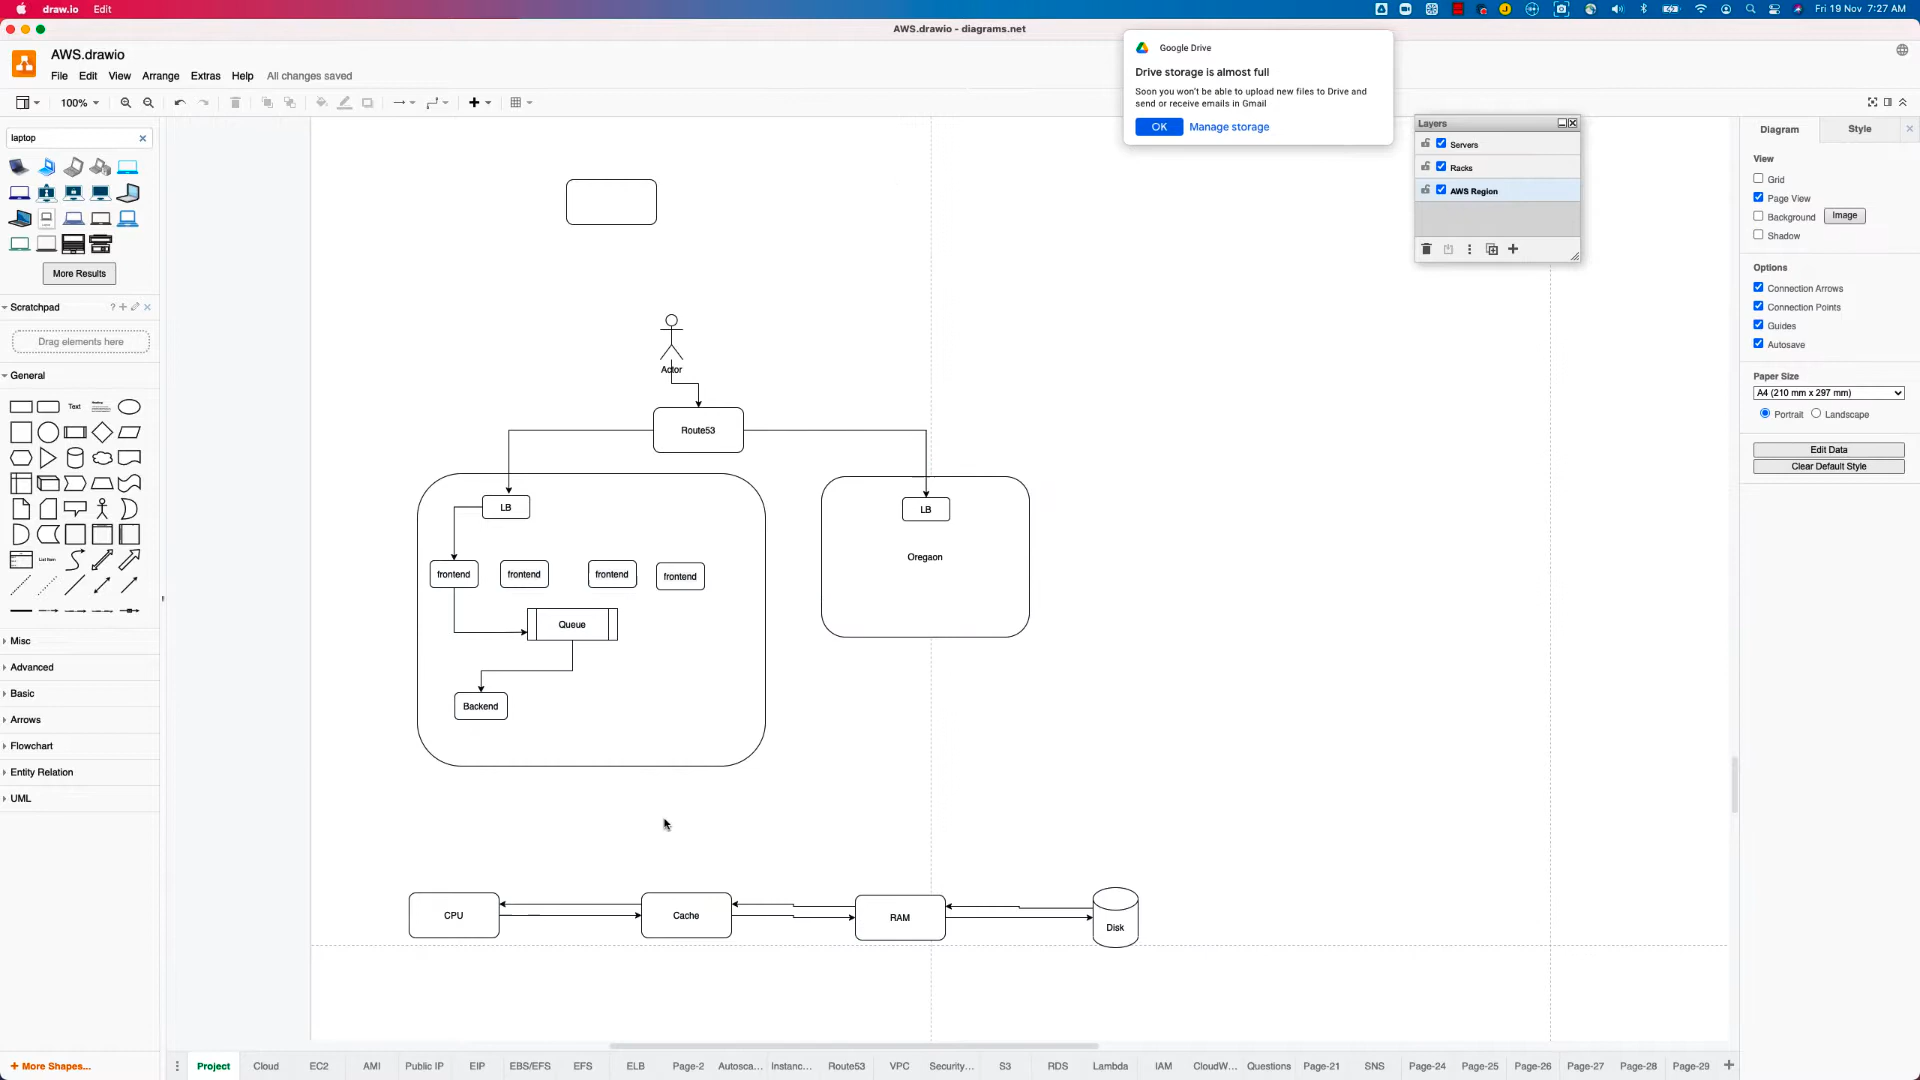 draw.io Edit
Fri 19 Nov 7:27 AM
AWS.drawio - diagrams.net
AWS.drawio
File Edit View Arrange Extras Help All changes saved
100%
Google Drive
Drive storage is almost full
Soon you won't be able to upload new files to Drive and
send or receive emails in Gmail
OK Manage storage
laptop
More Results
Scratchpad
?
Drag elements here
General
Text
Heading
List Item
Misc
Advanced
Basic
Arrows
Flowchart
Entity Relation
UML
More Shapes...
Actor
Route53
LB
frontend frontend frontend frontend
Queue
Backend
LB
Oregaon
CPU Cache RAM Disk
Layers
Servers
Racks
AWS Region
Diagram Style
View
Grid
Page View
Background Image
Shadow
Options
Connection Arrows
Connection Points
Guides
Autosave
Paper Size
A4 (210 mm x 297 mm)
Portrait Landscape
Edit Data
Clear Default Style
Project Cloud EC2 AMI Public IP EIP EBS/EFS EFS ELB Page-2 Autosca... Instanc... Route53 VPC Security... S3 RDS Lambda IAM CloudW... Questions Page-21 SNS Page-24 Page-25 Page-26 Page-27 Page-28 Page-29